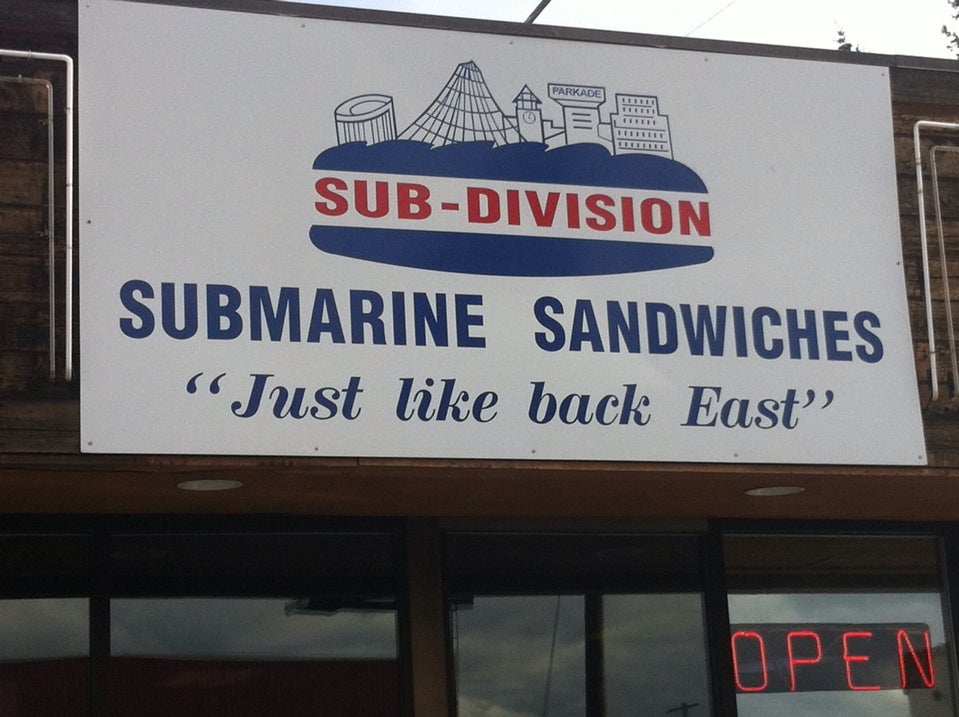 PARKADE
SUB-DIVISION
SUBMARINE SANDWICHES
“Just like back East”
OPEN